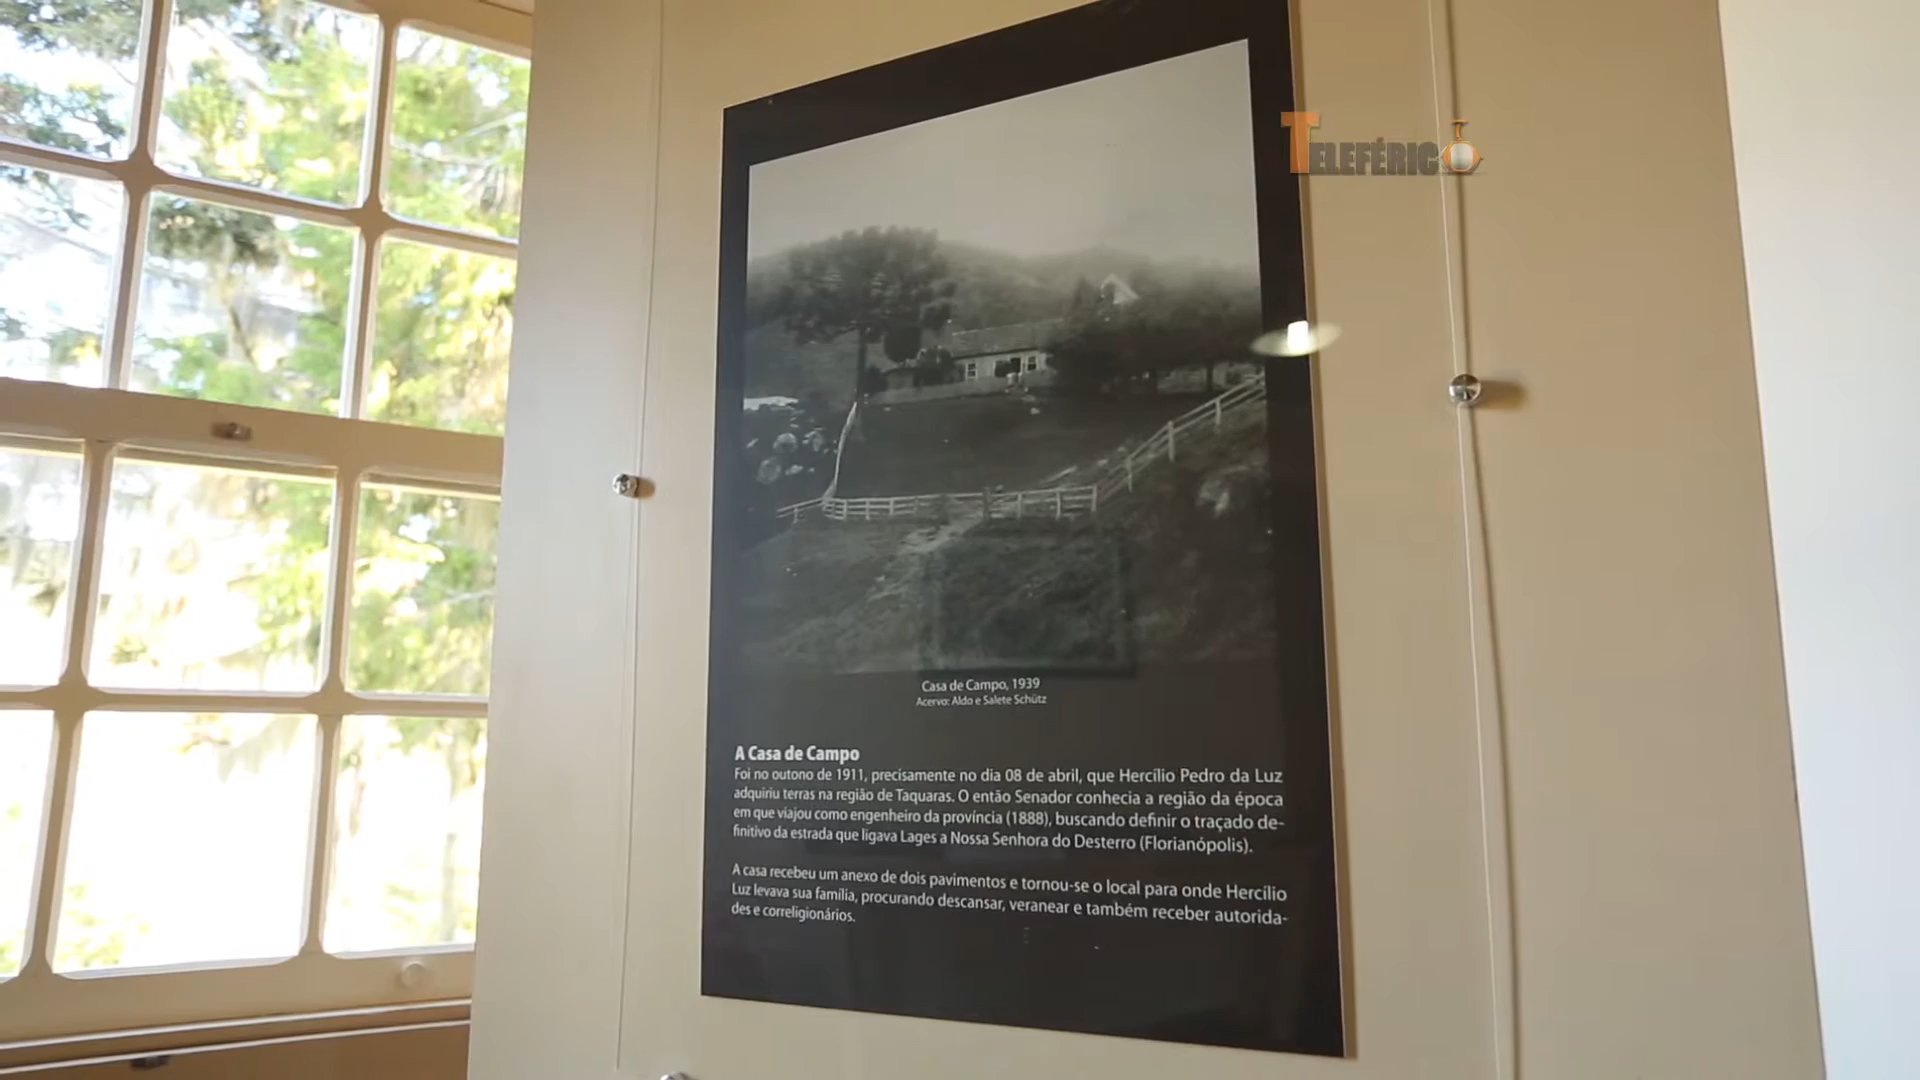 TELEFÉRICO
Casa de Campo, 1939
Acervo: Aldo e Salete Schütz
A Casa de Campo
Foi no outono de 1911, precisamente no dia 08 de abril, que Hercílio Pedro da Luz
adquiriu terras na região de Taquaras. O então Senador conhecia a região da época
em que viajou como engenheiro da província (1888), buscando definir o traçado de-
finitivo da estrada que ligava Lages a Nossa Senhora do Desterro (Florianópolis).
A casa recebeu um anexo de dois pavimentos e tornou-se o local para onde Hercílio
Luz levava sua família, procurando descansar, veranear e também receber autorida-
des e correligionários.